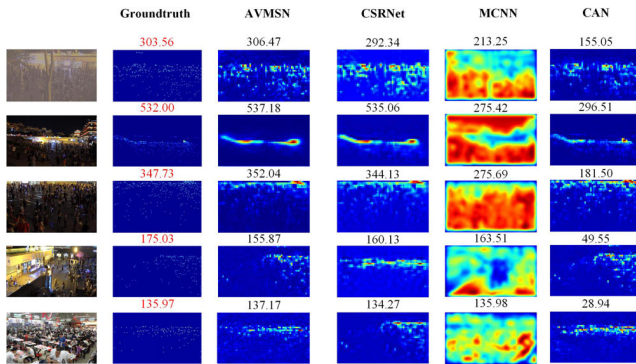 Groundtruth AVMSN CSRNet MCNN CAN
303.56 306.47 292.34 213.25 155.05
532.00 537.18 535.06 275.42 296.51
347.73 352.04 344.13 275.69 181.50
175.03 155.87 160.13 163.51 49.55
135.97 137.17 134.27 135.98 28.94